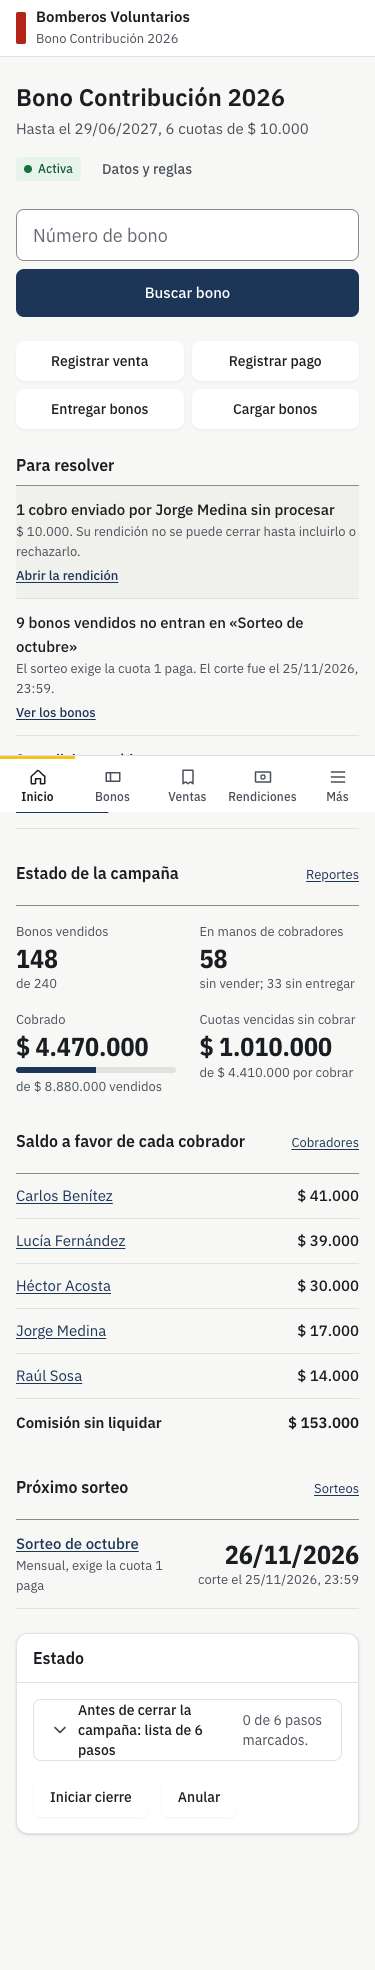 Bomberos Voluntarios
Bono Contribución 2026
Bono Contribución 2026
Hasta el 29/06/2027, 6 cuotas de $ 10.000
Activa
Datos y reglas
Número de bono
Buscar bono
Registrar venta
Registrar pago
Entregar bonos
Cargar bonos
Para resolver
1 cobro enviado por Jorge Medina sin procesar
$ 10.000. Su rendición no se puede cerrar hasta incluirlo o
rechazarlo.
Abrir la rendición
9 bonos vendidos no entran en «Sorteo de
octubre»
El sorteo exige la cuota 1 paga. El corte fue el 25/11/2026,
23:59.
Ver los bonos
Inicio
Bonos
Ventas
Rendiciones
Más
Estado de la campaña
Reportes
Bonos vendidos
148
de 240
En manos de cobradores
58
sin vender; 33 sin entregar
Cobrado
$ 4.470.000
de $ 8.880.000 vendidos
Cuotas vencidas sin cobrar
$ 1.010.000
de $ 4.410.000 por cobrar
Saldo a favor de cada cobrador
Cobradores
Carlos Benítez
$ 41.000
Lucía Fernández
$ 39.000
Héctor Acosta
$ 30.000
Jorge Medina
$ 17.000
Raúl Sosa
$ 14.000
Comisión sin liquidar
$ 153.000
Próximo sorteo
Sorteos
Sorteo de octubre
Mensual, exige la cuota 1
paga
26/11/2026
corte el 25/11/2026, 23:59
Estado
Antes de cerrar la
campaña: lista de 6
pasos
0 de 6 pasos
marcados.
Iniciar cierre
Anular